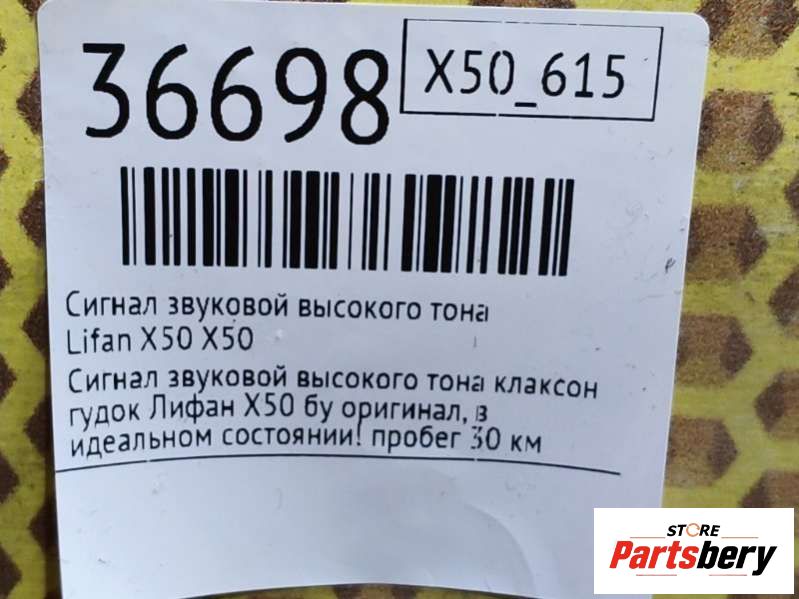 36698
X50_615
Сигнал звуковой высокого тона
Lifan X50 X50
Сигнал звуковой высокого тона клаксон
гудок Лифан X50 бу оригинал, в
идеальном состоянии! пробег 30 км
STORE
Partsbery